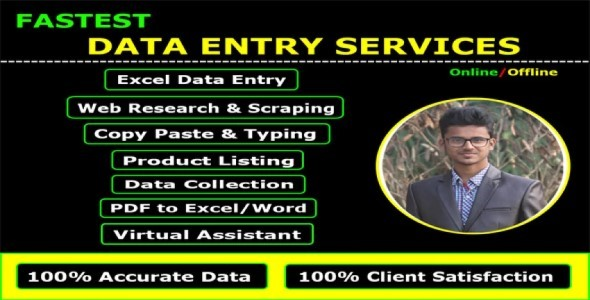 FASTEST
DATA ENTRY SERVICES
Online/Offline
Excel Data Entry
Web Research & Scraping
Copy Paste & Typing
Product Listing
Data Collection
PDF to Excel/Word
Virtual Assistant
100% Accurate Data
100% Client Satisfaction